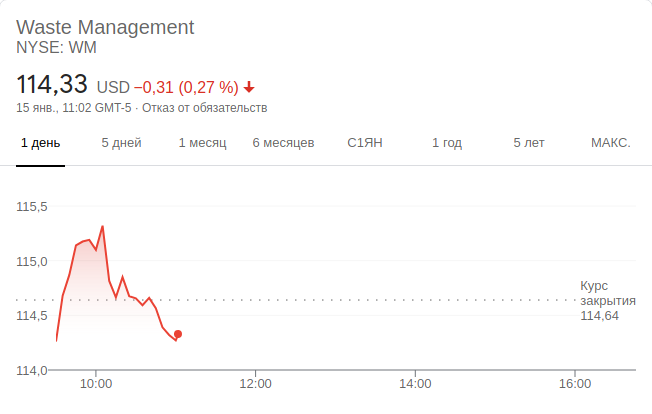 Waste Management
NYSE: WM
114,33 USD −0,31 (0,27 %)
15 янв., 11:02 GMT-5 · Отказ от обязательств
1 день 5 дней 1 месяц 6 месяцев С1ЯН 1 год 5 лет МАКС.
115,5
115,0
Курс
закрытия
114,64
114,5
114,0
10:00 12:00 14:00 16:00